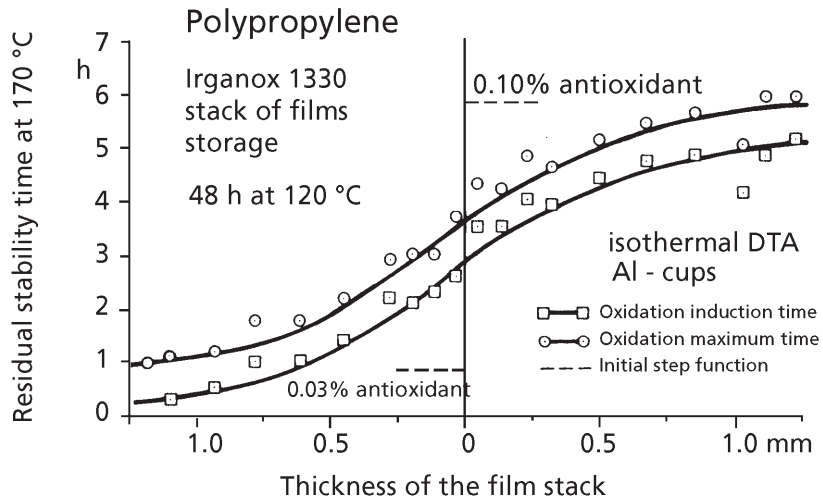 Polypropylene
Irganox 1330
stack of films
storage
48 h at 120 °C
0.10% antioxidant
0.03% antioxidant
isothermal DTA
Al - cups
Oxidation induction time
Oxidation maximum time
Initial step function
Residual stability time at 170 °C
7
h
6
5
4
3
2
1
0
1.0 0.5 0 0.5 1.0 mm
Thickness of the film stack